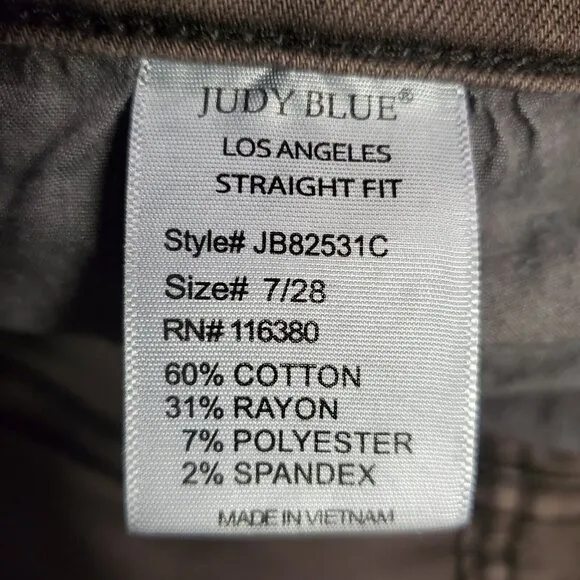 JUDY BLUE®
LOS ANGELES
STRAIGHT FIT
Style# JB82531C
Size# 7/28
RN# 116380
60% COTTON
31% RAYON
7% POLYESTER
2% SPANDEX
MADE IN VIETNAM